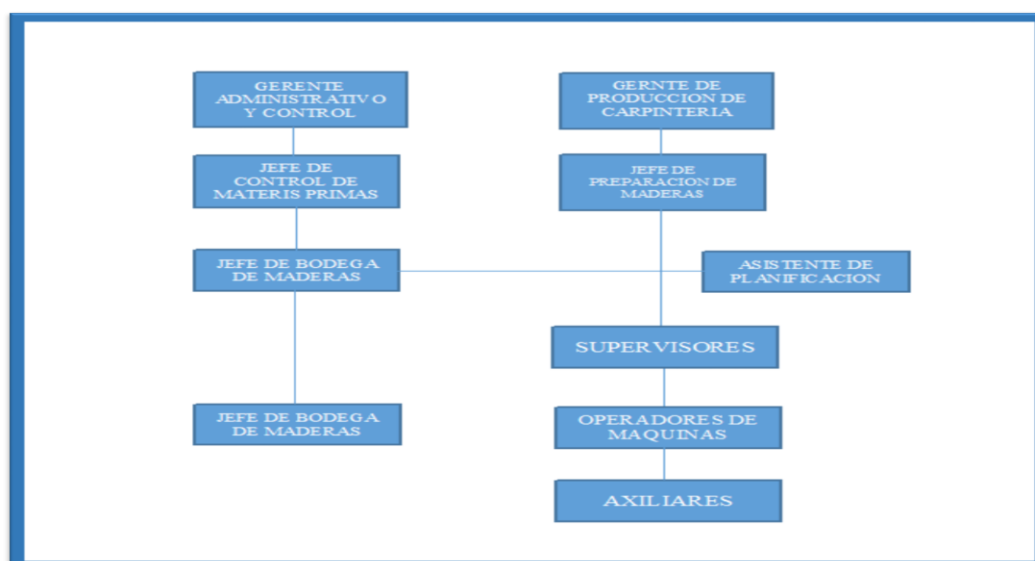 GERENTE
ADMINISTRATIVO
Y CONTROL
JEFE DE
CONTROL DE
MATERIS PRIMAS
JEFE DE BODEGA
DE MADERAS
JEFE DE BODEGA
DE MADERAS
GERNTE DE
PRODUCCION DE
CARPINTERIA
JEFE DE
PREPARACION DE
MADERAS
ASISTENTE DE
PLANIFICACION
SUPERVISORES
OPERADORES DE
MAQUINAS
AXILIARES